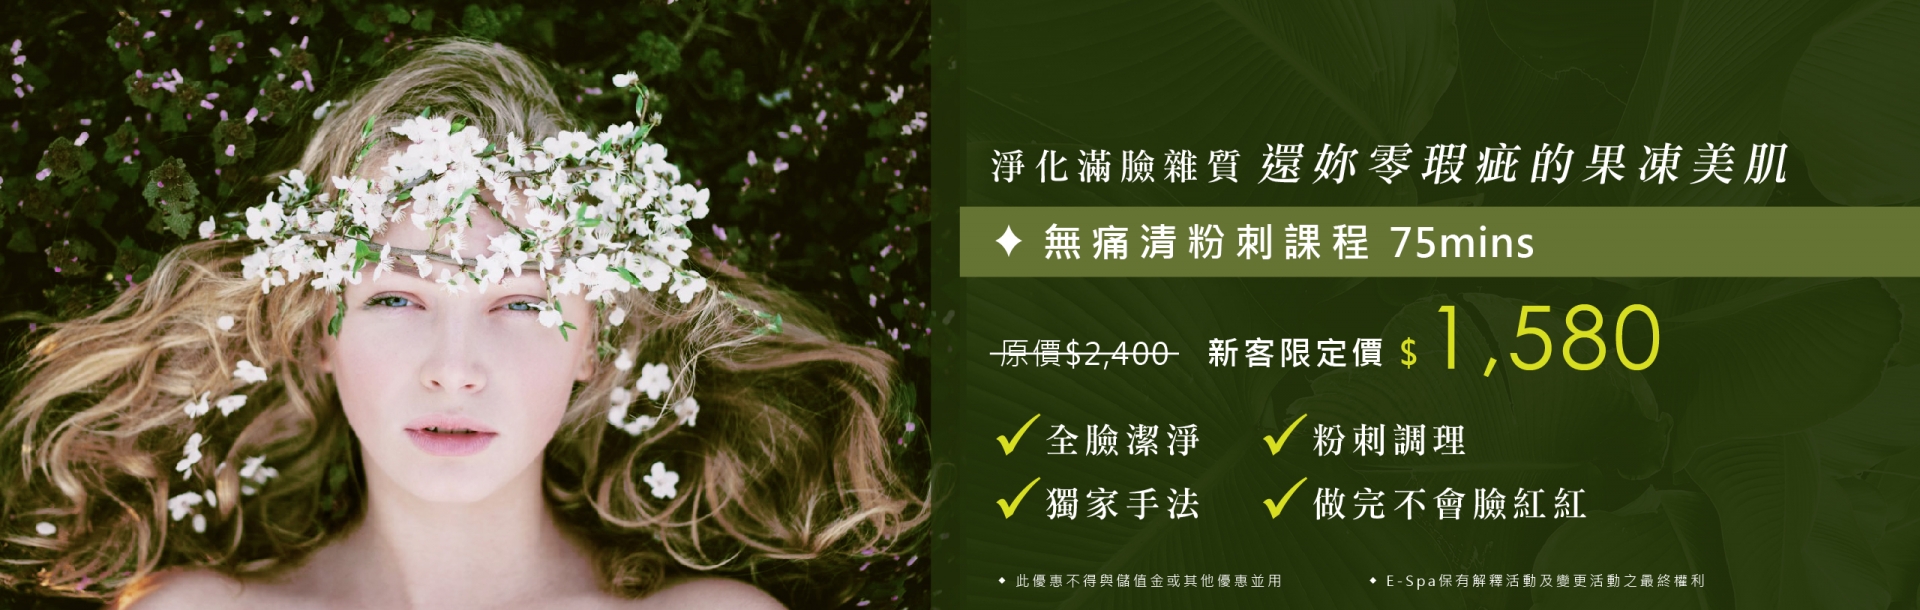 淨化滿臉雜質 還妳零瑕疵的果凍美肌
✦ 無痛清粉刺課程 75mins
原價$2,400 新客限定價 $1,580
✓全臉潔淨 ✓粉刺調理
✓獨家手法 ✓做完不會臉紅紅
◆ 此優惠不得與儲值金或其他優惠並用 ◆ E-Spa保有解釋活動及變更活動之最終權利